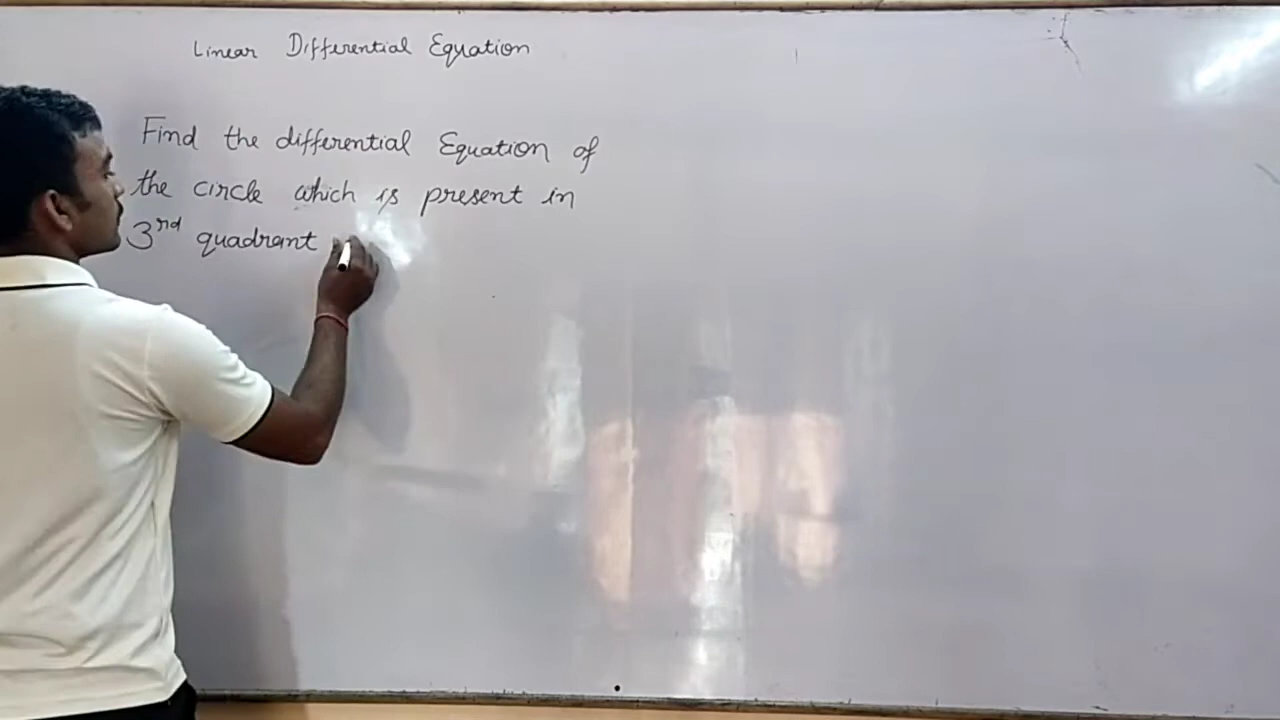 Linear Differential Equation
Find the differential Equation of
the circle which is present in
3rd quadrant